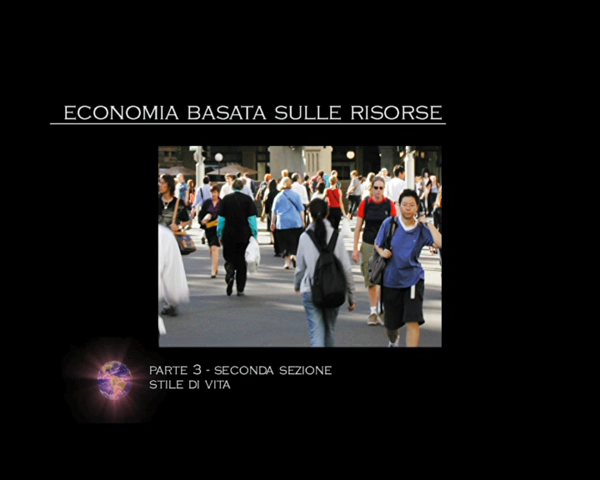 ECONOMIA BASATA SULLE RISORSE
PARTE 3 - SECONDA SEZIONE
STILE DI VITA